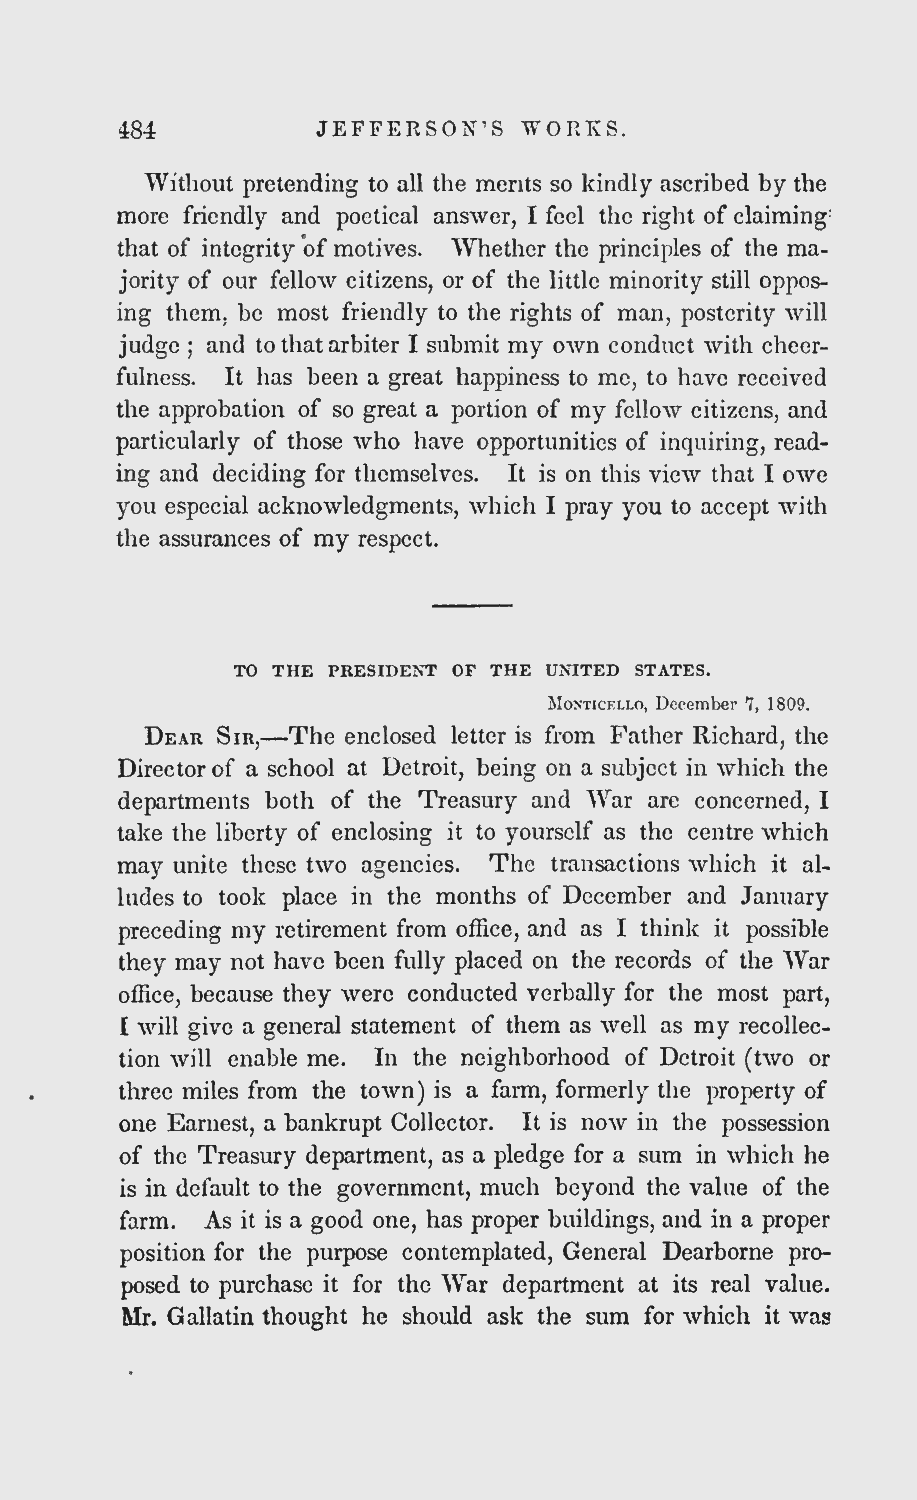 484 JEFFERSON'S WORKS.
Without pretending to all the merits so kindly ascribed by the
more friendly and poetical answer, I feel the right of claiming
that of integrity of motives. Whether the principles of the ma-
jority of our fellow citizens, or of the little minority still oppos-
ing them, be most friendly to the rights of man, posterity will
judge ; and to that arbiter I submit my own conduct with cheer-
fulness. It has been a great happiness to me, to have received
the approbation of so great a portion of my fellow citizens, and
particularly of those who have opportunities of inquiring, read-
ing and deciding for themselves. It is on this view that I owe
you especial acknowledgments, which I pray you to accept with
the assurances of my respect.
TO THE PRESIDENT OF THE UNITED STATES.
MONTICELLO, December 7, 1809.
DEAR SIR,—The enclosed letter is from Father Richard, the
Director of a school at Detroit, being on a subject in which the
departments both of the Treasury and War are concerned, I
take the liberty of enclosing it to yourself as the centre which
may unite these two agencies. The transactions which it al-
ludes to took place in the months of December and January
preceding my retirement from office, and as I think it possible
they may not have been fully placed on the records of the War
office, because they were conducted verbally for the most part,
I will give a general statement of them as well as my recollec-
tion will enable me. In the neighborhood of Detroit (two or
three miles from the town) is a farm, formerly the property of
one Earnest, a bankrupt Collector. It is now in the possession
of the Treasury department, as a pledge for a sum in which he
is in default to the government, much beyond the value of the
farm. As it is a good one, has proper buildings, and in a proper
position for the purpose contemplated, General Dearborne pro-
posed to purchase it for the War department at its real value.
Mr. Gallatin thought he should ask the sum for which it was